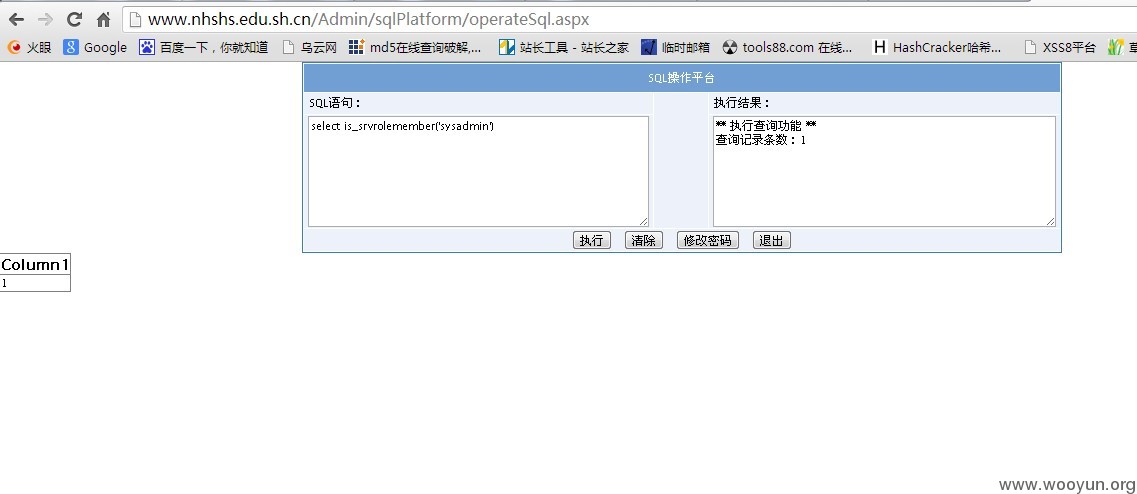 www.nhshs.edu.sh.cn/Admin/sqlPlatform/operateSql.aspx
火眼 Google 百度一下，你就知道 乌云网 md5在线查询破解,... 站长工具 - 站长之家 临时邮箱 tools88.com 在线... HashCracker哈希... XSS8平台
SQL操作平台
SQL语句： 执行结果：
select is_srvrolemember('sysadmin')
** 执行查询功能 **
查询记录条数：1
执行 清除 修改密码 退出
Column1
1
www.wooyun.org